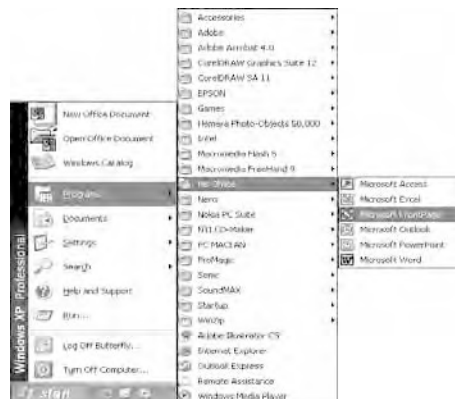 New Office Document
Open Office Document
Windows Catalog
Programs
Documents
Settings
Search
Help and Support
Run...
Log Off Butterfly...
Turn Off Computer...
Windows XP Professional
start
Accessories
Adobe
Adobe Acrobat 4.0
CorelDRAW Graphics Suite 12
CorelDRAW SA 11
EPSON
Games
Hemera Photo-Objects 50,000
Intel
Macromedia Flash 5
Macromedia FreeHand 9
Ms Office
Nero
Nokia PC Suite
NTI CD-Maker
PC MACLAN
ProMagic
Sonic
SoundMAX
Startup
WinZip
Adobe Illustrator CS
Internet Explorer
Outlook Express
Remote Assistance
Windows Media Player
Microsoft Access
Microsoft Excel
Microsoft FrontPage
Microsoft Outlook
Microsoft PowerPoint
Microsoft Word